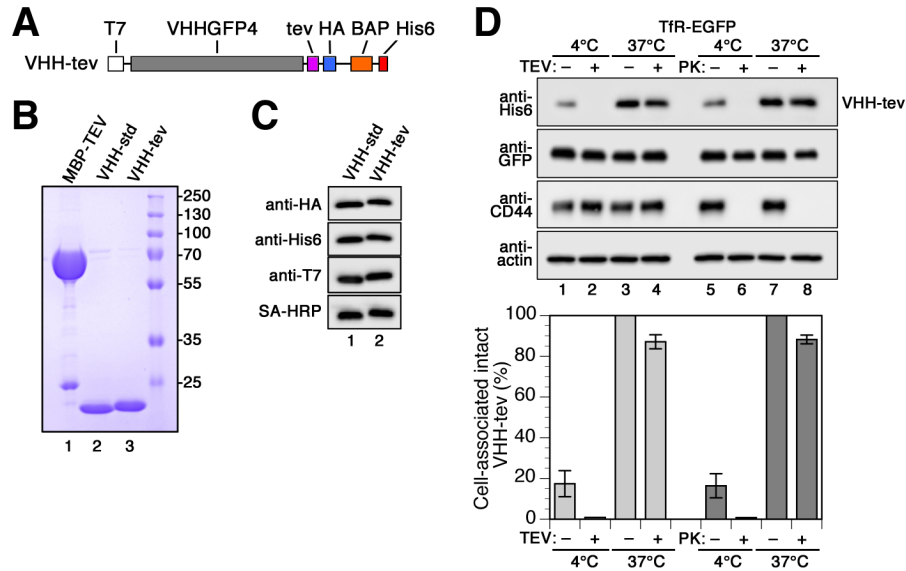 A
T7 VHHGFP4 tev HA BAP His6
VHH-tev
B
MBP-TEV
VHH-std
VHH-tev
-250
-130
-100
-70
-55
-35
-25
1 2 3
C
VHH-std
VHH-tev
anti-HA
anti-His6
anti-T7
SA-HRP
1 2
D
TfR-EGFP
4°C 37°C 4°C 37°C
TEV: – + – + PK: – + – +
anti-
His6
VHH-tev
anti-
GFP
anti-
CD44
anti-
actin
1 2 3 4 5 6 7 8
Cell-associated intact
VHH-tev (%)
100
80
60
40
20
0
TEV: – + – + PK: – + – +
4°C 37°C 4°C 37°C